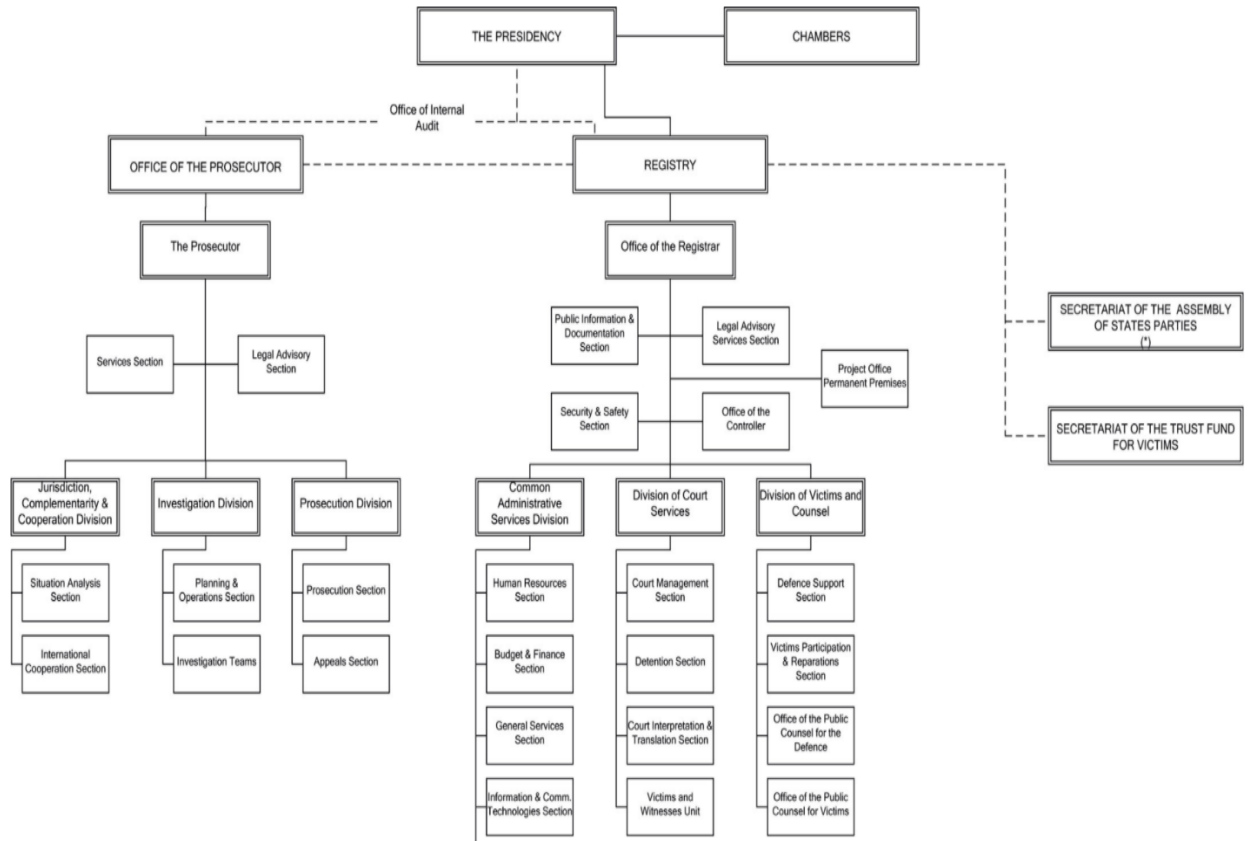 THE PRESIDENCY
CHAMBERS
Office of Internal
Audit
OFFICE OF THE PROSECUTOR
REGISTRY
The Prosecutor
Office of the Registrar
Public Information &
Documentation
Section
Legal Advisory
Services Section
SECRETARIAT OF THE ASSEMBLY
OF STATES PARTIES
(*)
Services Section
Legal Advisory
Section
Project Office
Permanent Premises
Security & Safety
Section
Office of the
Controller
SECRETARIAT OF THE TRUST FUND
FOR VICTIMS
Jurisdiction,
Complementarity &
Cooperation Division
Investigation Division
Prosecution Division
Common
Administrative
Services Division
Division of Court
Services
Division of Victims and
Counsel
Situation Analysis
Section
Planning &
Operations Section
Prosecution Section
Human Resources
Section
Court Management
Section
Defence Support
Section
International
Cooperation Section
Investigation Teams
Appeals Section
Budget & Finance
Section
Detention Section
Victims Participation
& Reparations
Section
General Services
Section
Court Interpretation &
Translation Section
Office of the Public
Counsel for the
Defence
Information & Comm.
Technologies Section
Victims and
Witnesses Unit
Office of the Public
Counsel for Victims